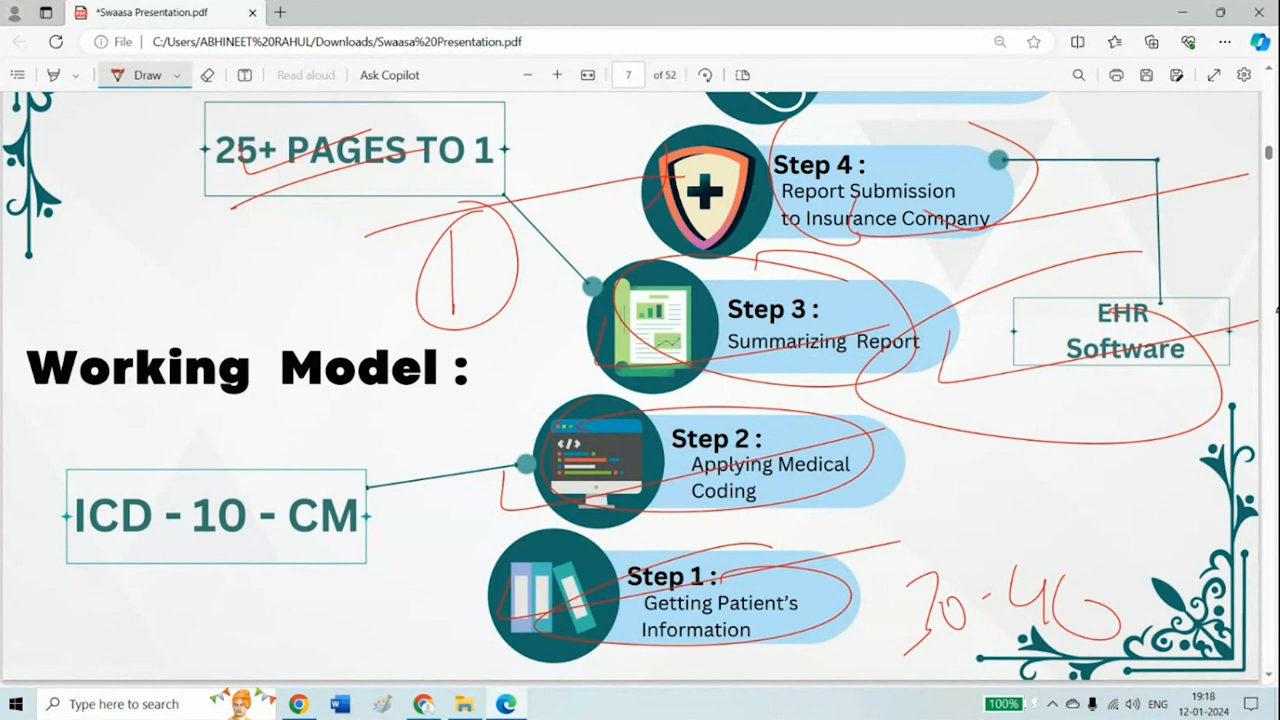 *Swaasa Presentation.pdf
File
C:/Users/ABHINEET%20RAHUL/Downloads/Swaasa%20Presentation.pdf
Draw
Read aloud
Ask Copilot
7
of 52
25+ PAGES TO 1
Step 4 :
Report Submission
to Insurance Company
1
Step 3 :
Summarizing Report
EHR
Software
Working Model :
Step 2 :
Applying Medical
Coding
ICD - 10 - CM
Step 1 :
Getting Patient's
Information
30-40
Type here to search
100%
ENG
19:18
12-01-2024